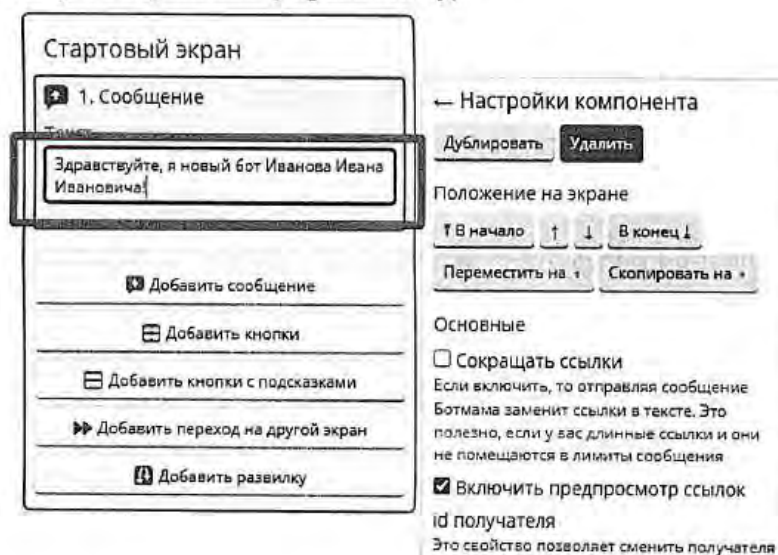 Стартовый экран
1. Сообщение
Текст
Здравствуйте, я новый бот Иванова Ивана
Ивановича!
Добавить сообщение
Добавить кнопки
Добавить кнопки с подсказками
Добавить переход на другой экран
Добавить развилку
← Настройки компонента
Дублировать Удалить
Положение на экране
В начало ↑ ↓ В конец
Переместить на Скопировать на
Основные
Сокращать ссылки
Если включить, то отправляя сообщение
Ботмама заменит ссылки в тексте. Это
полезно, если у вас длинные ссылки и они
не помещаются в лимиты сообщения
Включить предпросмотр ссылок
id получателя
Это свойство позволяет сменить получателя